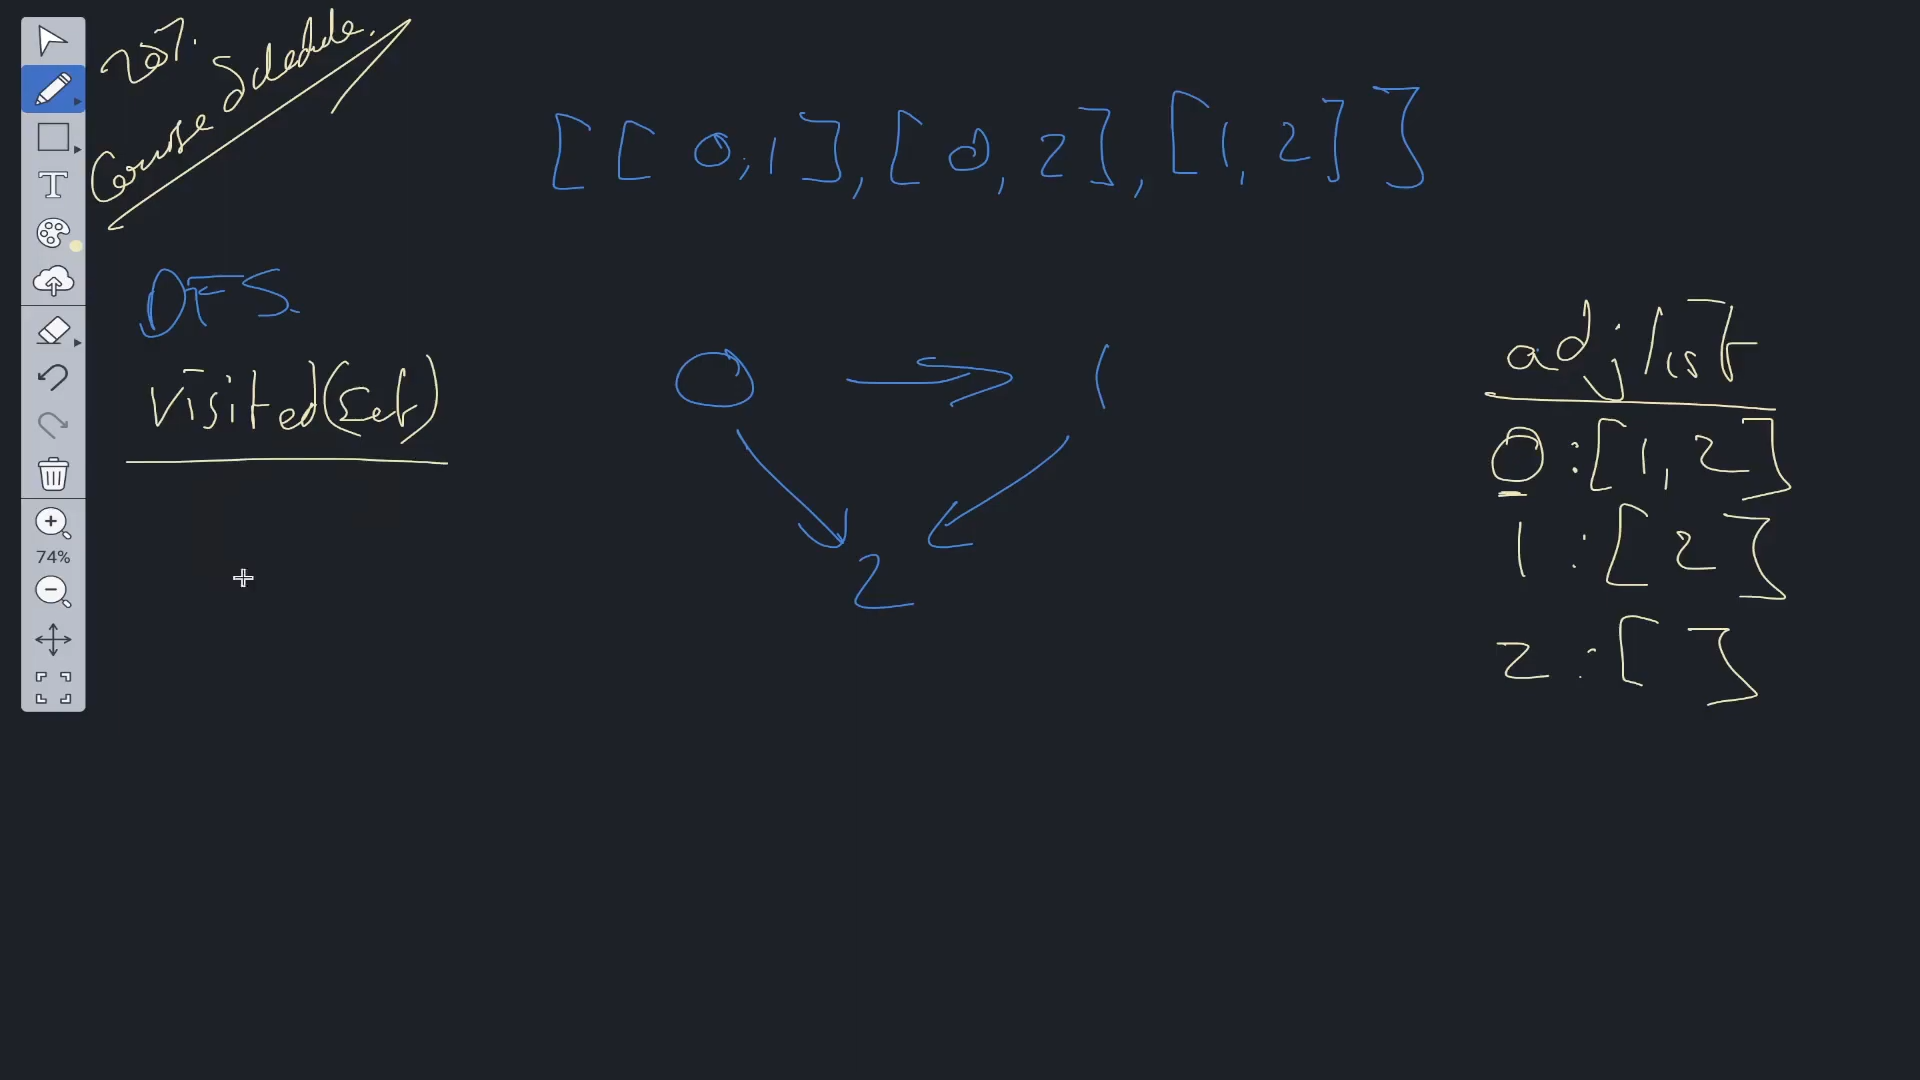 207.
Course Schedule.
[[0,1],[0,2],[1,2]]
DFS.
Visited(Set)
0 1
2
adj list
0:[1,2]
1:[2]
2:[]
T
74%